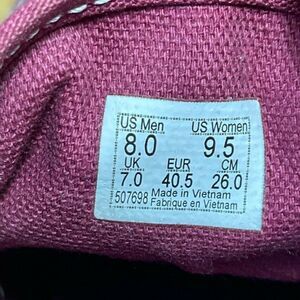 US Men US Women
8.0 9.5
UK EUR CM
7.0 40.5 26.0
Made in Vietnam
507698 Fabrique en Vietnam